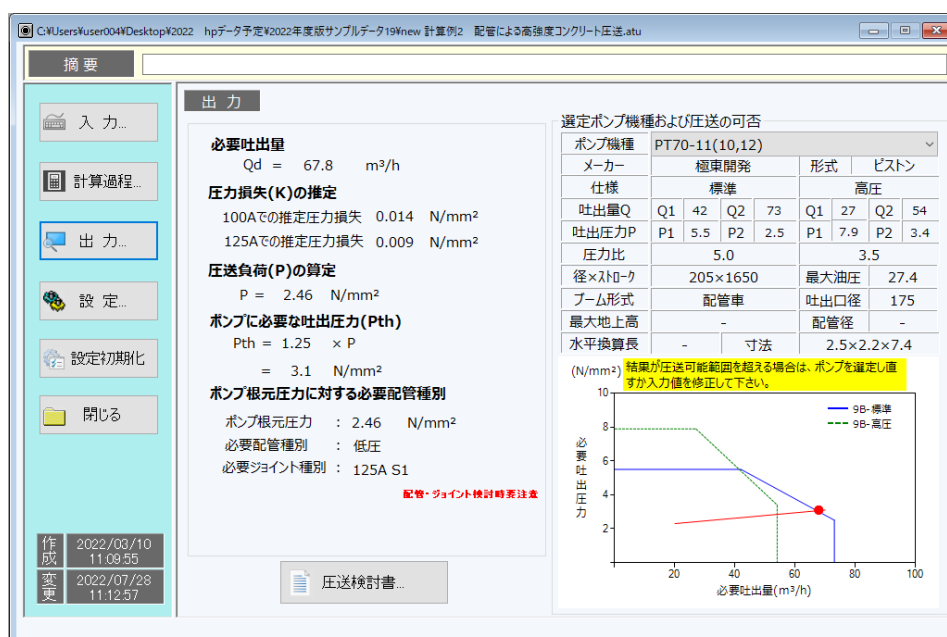 C:¥Users¥user004¥Desktop¥2022 hpデータ予定¥2022年度版サンプルデータ19¥new 計算例2 配管による高強度コンクリート圧送.atu
摘 要
入 力...
計算過程...
出 力...
設 定...
設定初期化
閉じる
作成 2022/03/10 11:09:55
変更 2022/07/28 11:12:57
出 力
必要吐出量
Qd = 67.8 m³/h
圧力損失(K)の推定
100Aでの推定圧力損失 0.014 N/mm²
125Aでの推定圧力損失 0.009 N/mm²
圧送負荷(P)の算定
P = 2.46 N/mm²
ポンプに必要な吐出圧力(Pth)
Pth = 1.25 × P
= 3.1 N/mm²
ポンプ根元圧力に対する必要配管種別
ポンプ根元圧力 : 2.46 N/mm²
必要配管種別 : 低圧
必要ジョイント種別 : 125A S1
配管・ジョイント検討時要注意
圧送検討書...
選定ポンプ機種および圧送の可否
ポンプ機種 PT70-11(10,12)
メーカー 極東開発 形式 ピストン
仕様 標準 高圧
吐出量Q Q1 42 Q2 73 Q1 27 Q2 54
吐出圧力P P1 5.5 P2 2.5 P1 7.9 P2 3.4
圧力比 5.0 3.5
径×ストローク 205×1650 最大油圧 27.4
ブーム形式 配管車 吐出口径 175
最大地上高 - 配管径 -
水平換算長 - 寸法 2.5×2.2×7.4
(N/mm²) 結果が圧送可能範囲を超える場合は、ポンプを選定し直
すか入力値を修正して下さい。
9B-標準
9B-高圧
必要吐出圧力
10
8
6
4
2
20 40 60 80 100
必要吐出量(m³/h)